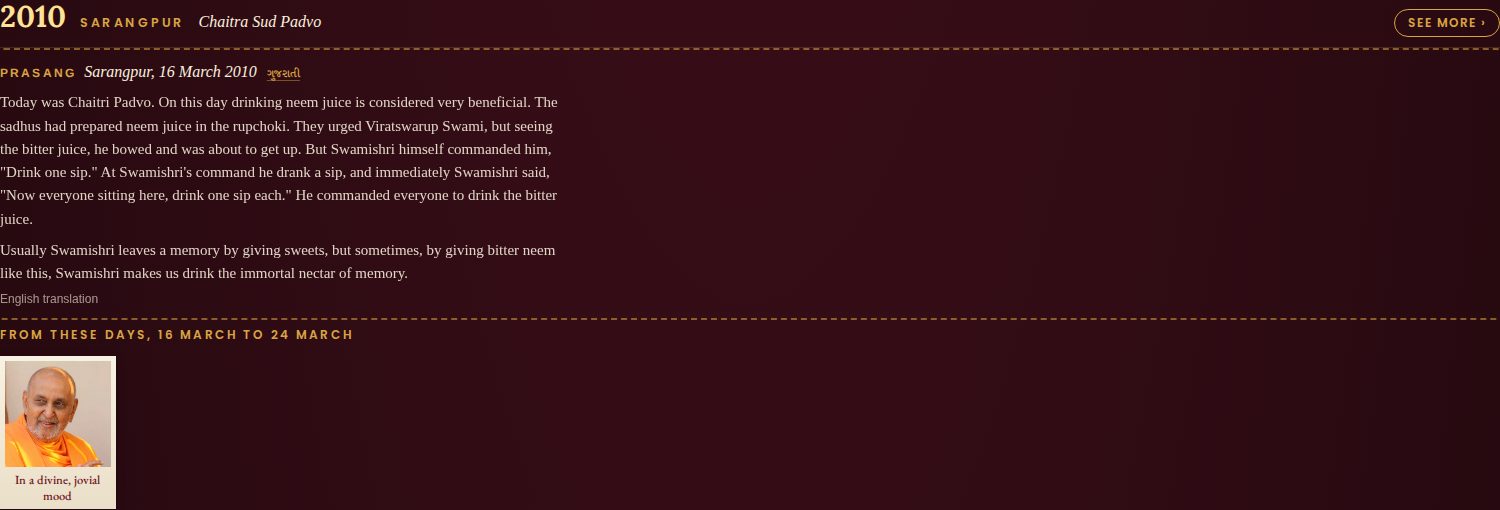 2010 SARANGPUR Chaitra Sud Padvo SEE MORE ›
PRASANG Sarangpur, 16 March 2010 ગુજરાતી
Today was Chaitri Padvo. On this day drinking neem juice is considered very beneficial. The
sadhus had prepared neem juice in the rupchoki. They urged Viratswarup Swami, but seeing
the bitter juice, he bowed and was about to get up. But Swamishri himself commanded him,
"Drink one sip." At Swamishri's command he drank a sip, and immediately Swamishri said,
"Now everyone sitting here, drink one sip each." He commanded everyone to drink the bitter
juice.
Usually Swamishri leaves a memory by giving sweets, but sometimes, by giving bitter neem
like this, Swamishri makes us drink the immortal nectar of memory.
English translation
FROM THESE DAYS, 16 MARCH TO 24 MARCH
In a divine, jovial
mood